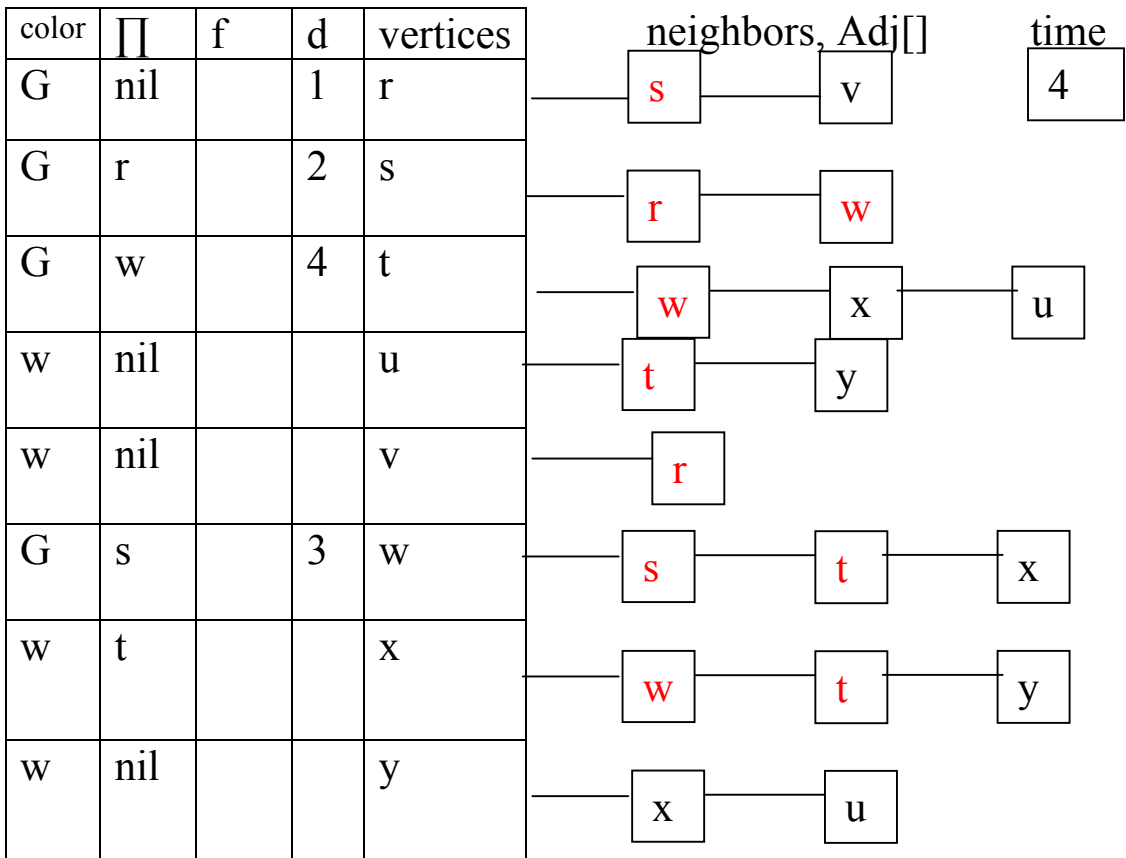 color ∏ f d vertices neighbors, Adj[] time
G nil 1 r s v 4
G r 2 s r w
G w 4 t w x u
w nil u t y
w nil v r
G s 3 w s t x
w t x w t y
w nil y x u